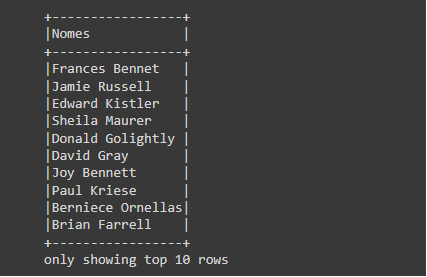 +-----------------+
|Nomes            |
+-----------------+
|Frances Bennet   |
|Jamie Russell    |
|Edward Kistler   |
|Sheila Maurer    |
|Donald Golightly |
|David Gray       |
|Joy Bennett      |
|Paul Kriese      |
|Berniece Ornellas|
|Brian Farrell    |
+-----------------+
only showing top 10 rows